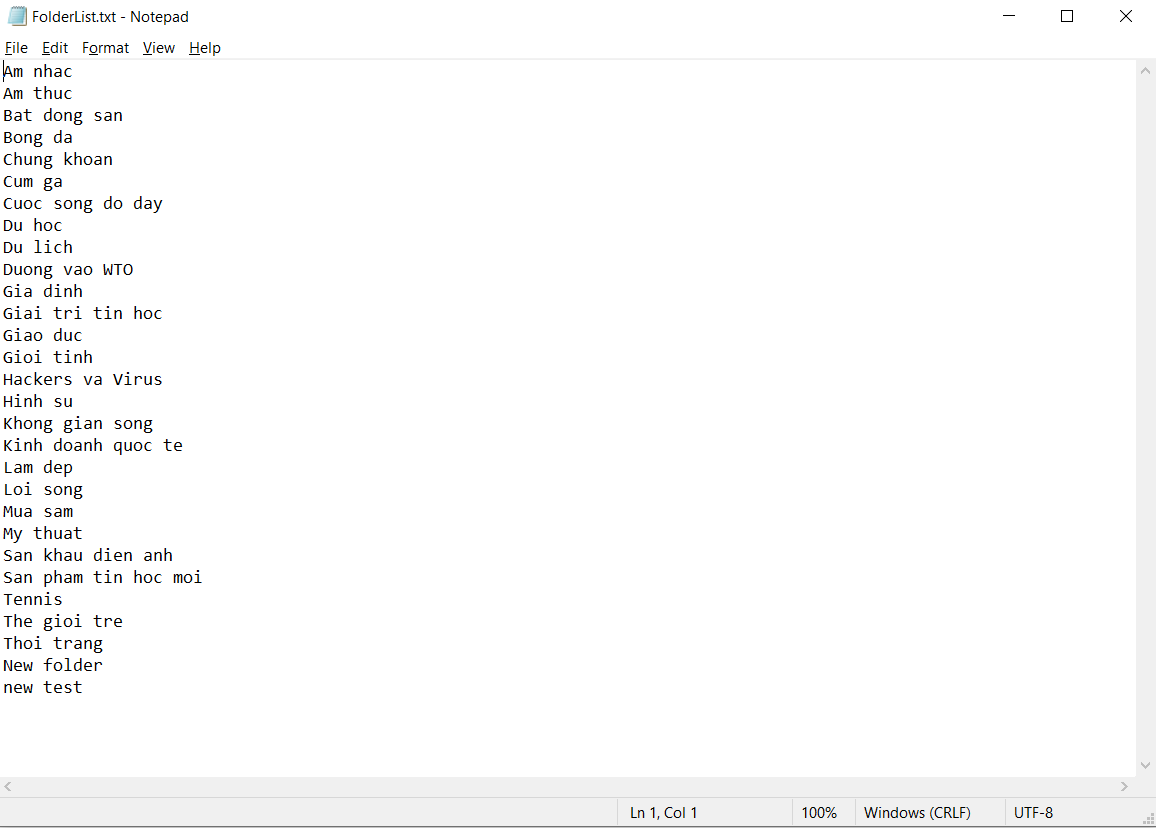 FolderList.txt - Notepad
File Edit Format View Help
Am nhac
Am thuc
Bat dong san
Bong da
Chung khoan
Cum ga
Cuoc song do day
Du hoc
Du lich
Duong vao WTO
Gia dinh
Giai tri tin hoc
Giao duc
Gioi tinh
Hackers va Virus
Hinh su
Khong gian song
Kinh doanh quoc te
Lam dep
Loi song
Mua sam
My thuat
San khau dien anh
San pham tin hoc moi
Tennis
The gioi tre
Thoi trang
New folder
new test
Ln 1, Col 1 100% Windows (CRLF) UTF-8